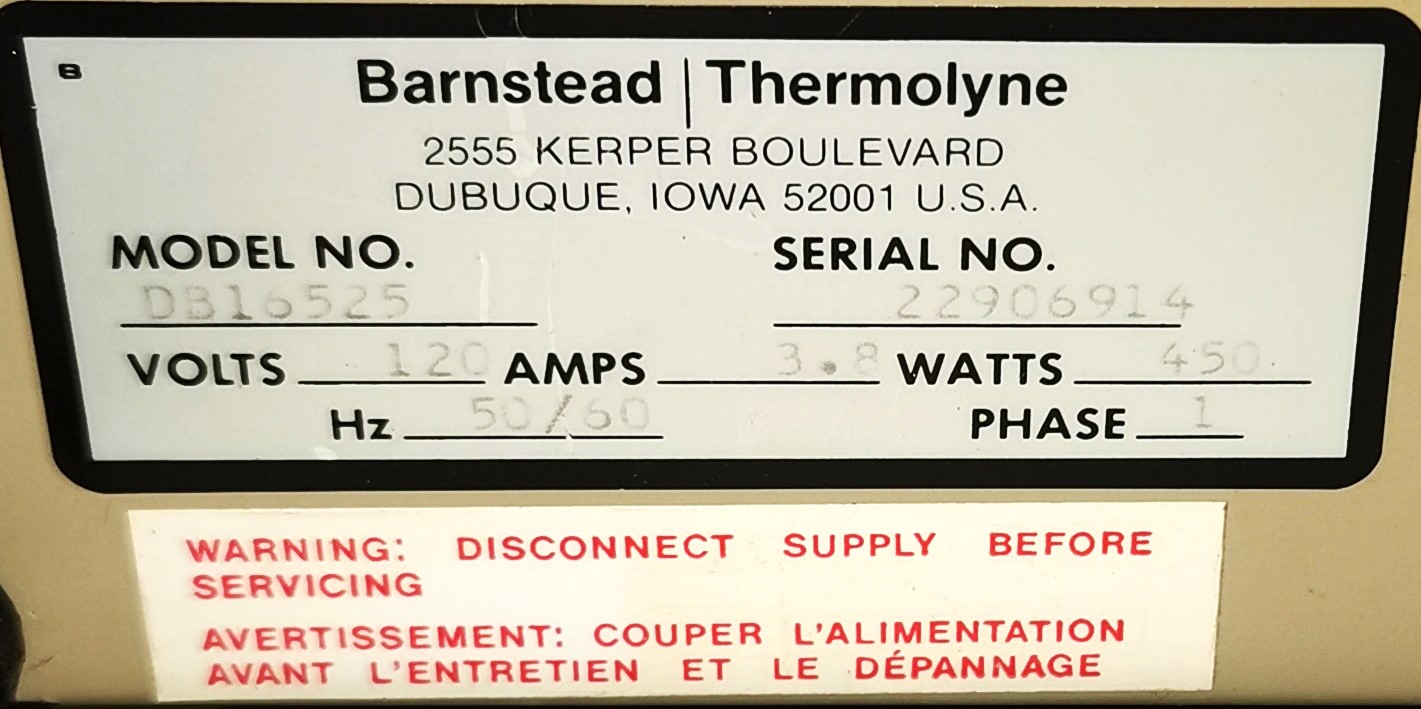 B
Barnstead | Thermolyne
2555 KERPER BOULEVARD
DUBUQUE, IOWA 52001 U.S.A.
MODEL NO. SERIAL NO.
DB16525 22906914
VOLTS 120 AMPS 3.8 WATTS 450
Hz 50/60 PHASE 1
WARNING: DISCONNECT SUPPLY BEFORE
SERVICING
AVERTISSEMENT: COUPER L'ALIMENTATION
AVANT L'ENTRETIEN ET LE DÉPANNAGE